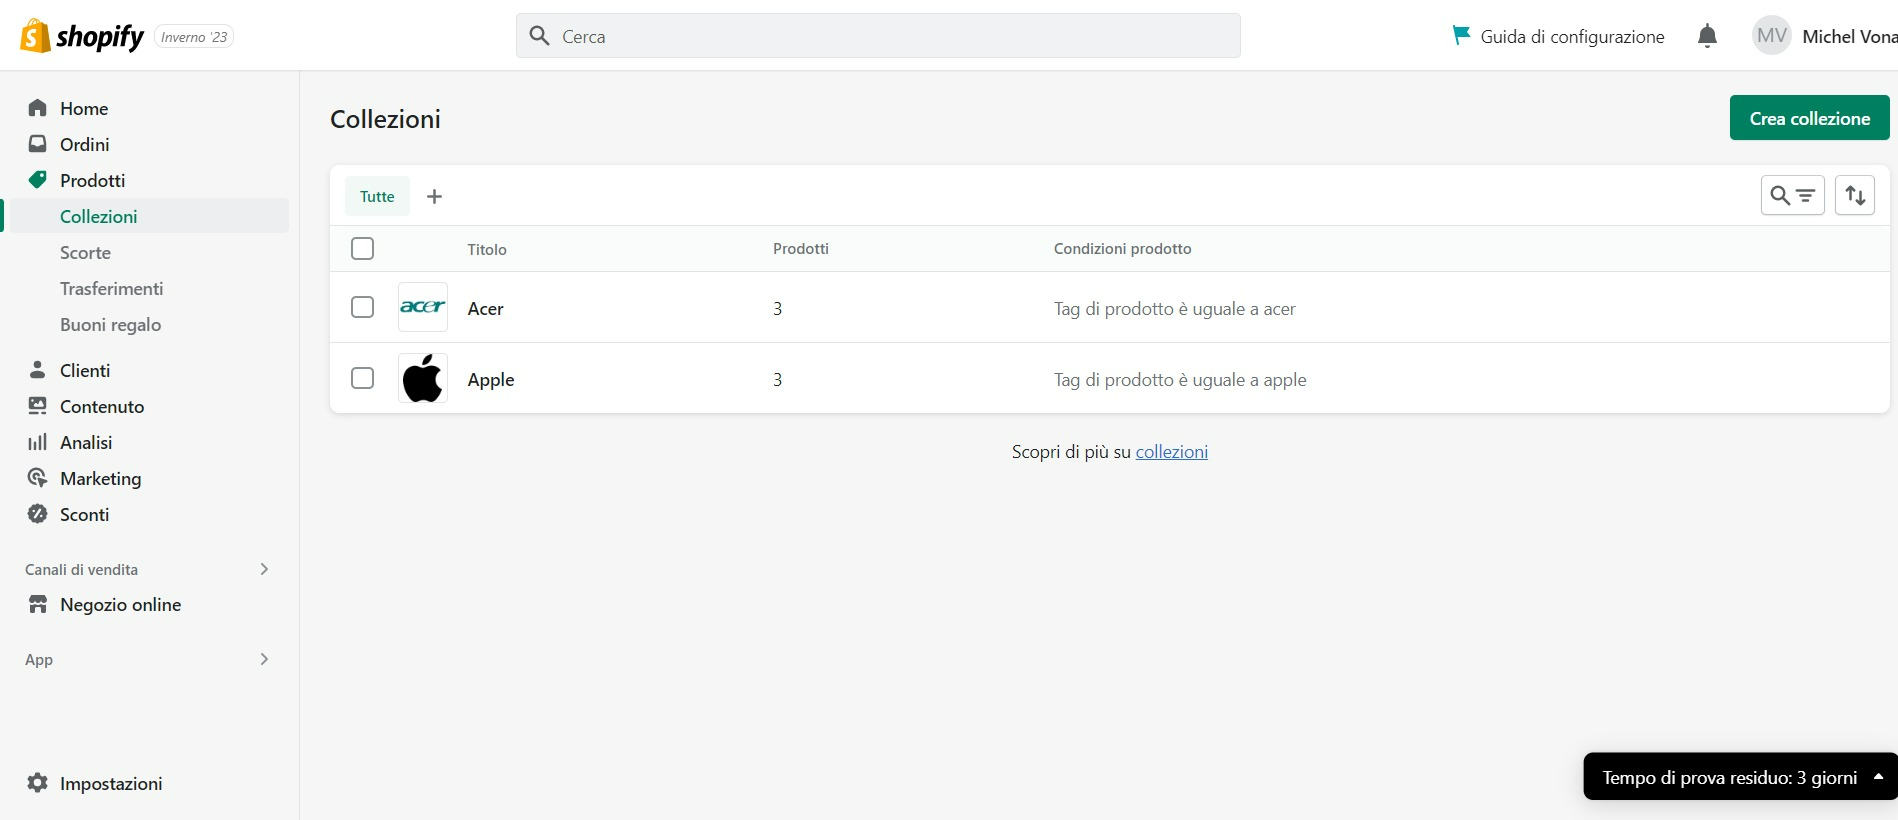 shopify
Inverno '23
Cerca
Guida di configurazione
MV
Michel Vona
Home
Ordini
Prodotti
Collezioni
Scorte
Trasferimenti
Buoni regalo
Clienti
Contenuto
Analisi
Marketing
Sconti
Canali di vendita
Negozio online
App
Impostazioni
Collezioni
Crea collezione
Tutte
Titolo Prodotti Condizioni prodotto
acer Acer 3 Tag di prodotto è uguale a acer
Apple 3 Tag di prodotto è uguale a apple
Scopri di più su collezioni
Tempo di prova residuo: 3 giorni